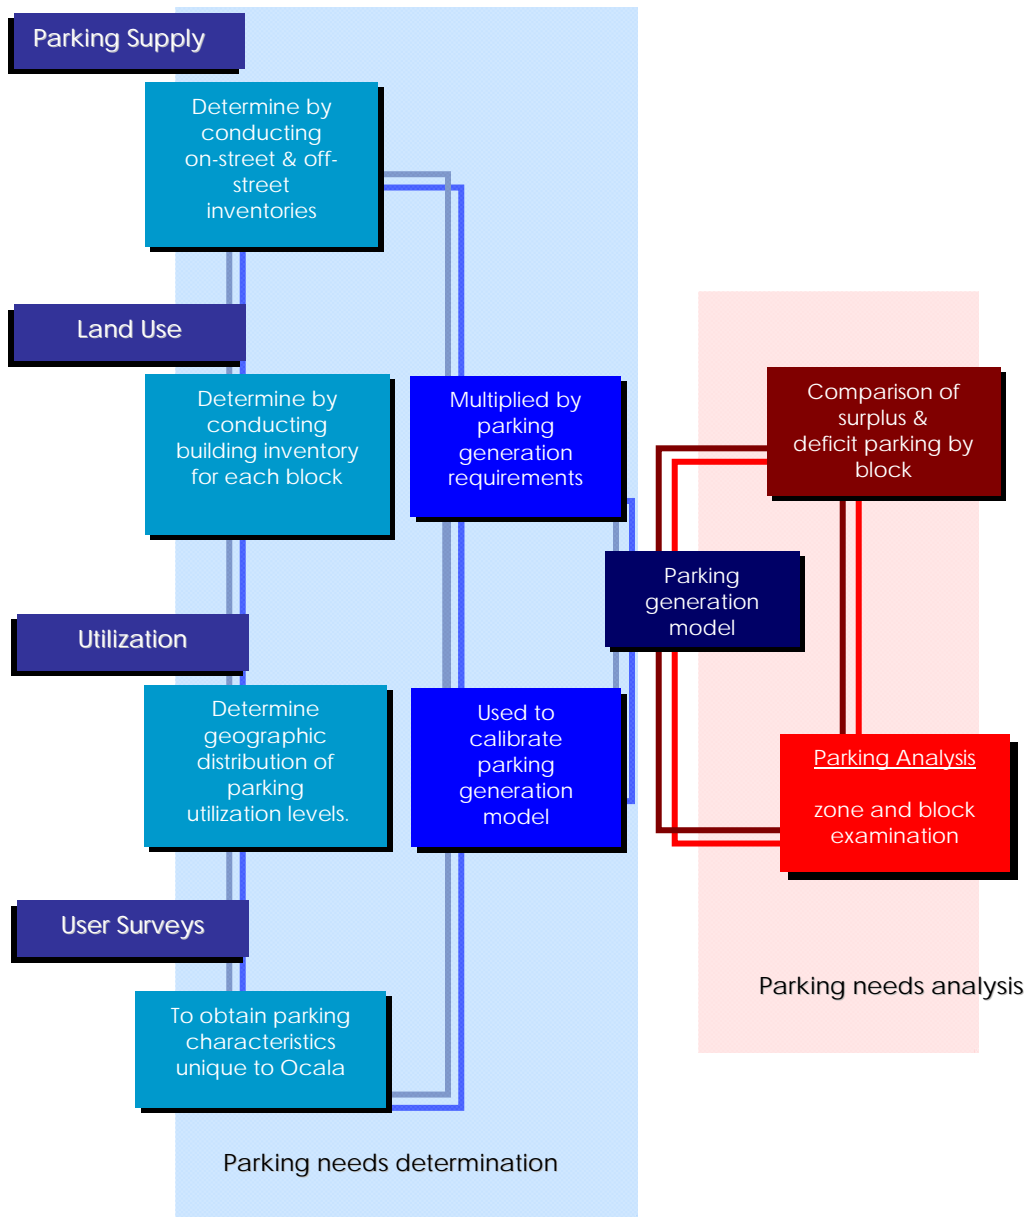 Parking Supply
Determine by
conducting
on-street & off-
street
inventories
Land Use
Determine by
conducting
building inventory
for each block
Multiplied by
parking
generation
requirements
Comparison of
surplus &
deficit parking by
block
Parking
generation
model
Utilization
Determine
geographic
distribution of
parking
utilization levels.
Used to
calibrate
parking
generation
model
Parking Analysis
zone and block
examination
User Surveys
To obtain parking
characteristics
unique to Ocala
Parking needs analysis
Parking needs determination